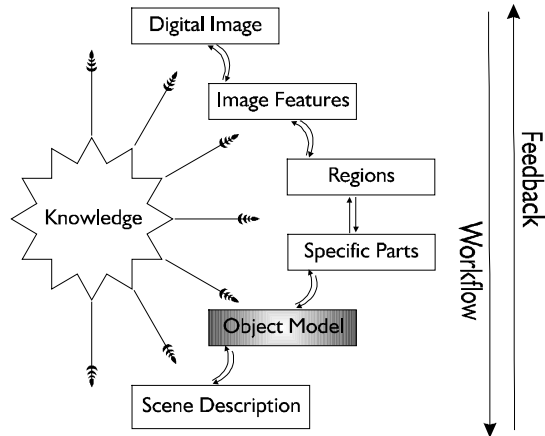 Digital Image
Image Features
Regions
Knowledge
Specific Parts
Object Model
Scene Description
Workflow
Feedback